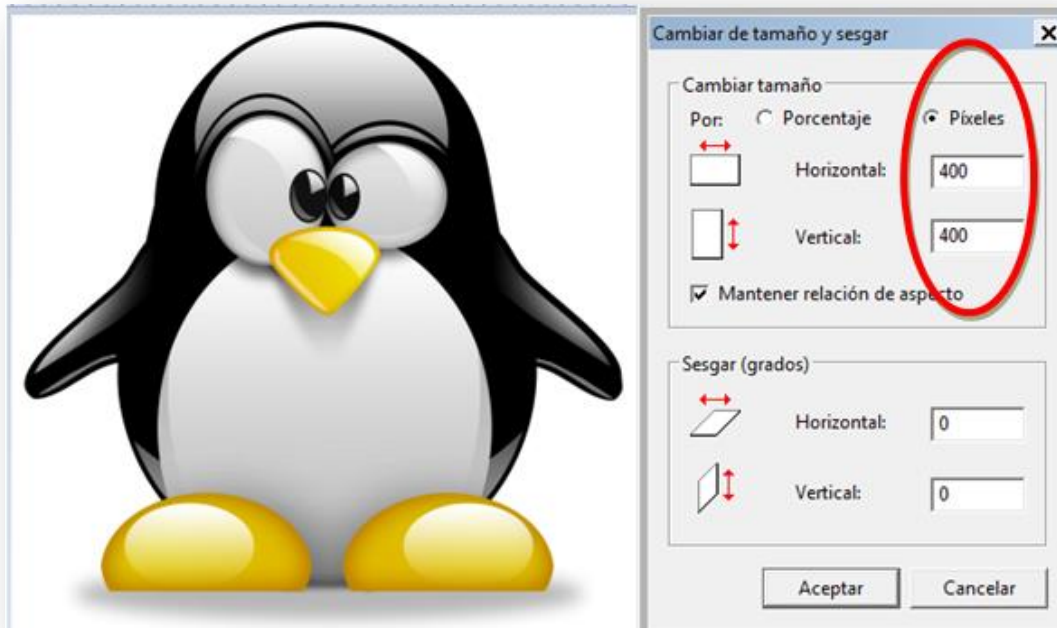 Cambiar de tamaño y sesgar
Cambiar tamaño
Por: Porcentaje Píxeles
Horizontal: 400
Vertical: 400
Mantener relación de aspecto
Sesgar (grados)
Horizontal: 0
Vertical: 0
Aceptar Cancelar